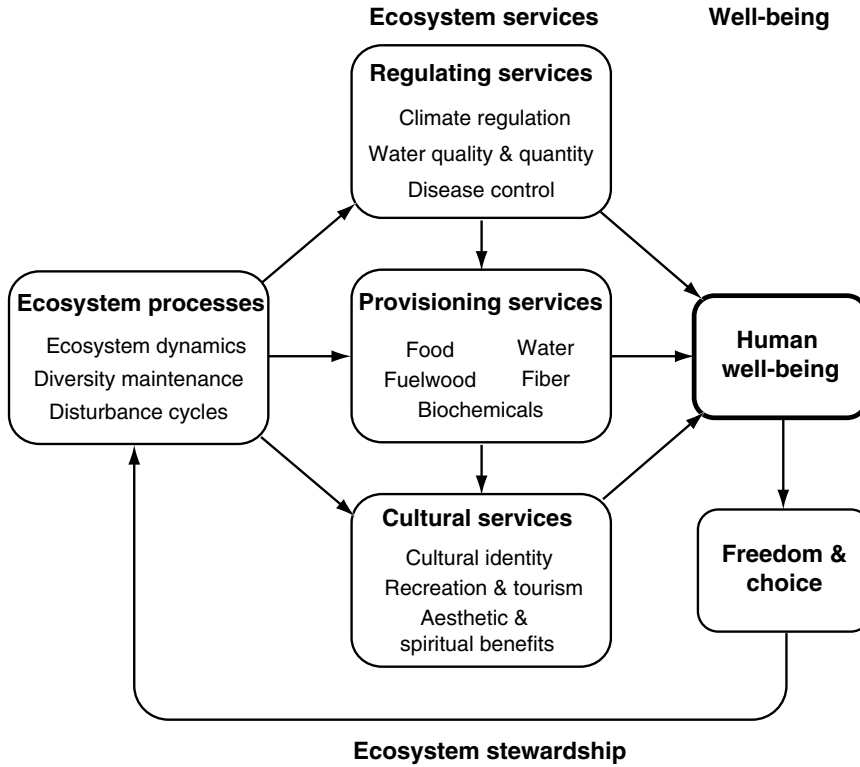 Ecosystem services
Well-being
Regulating services
Climate regulation
Water quality & quantity
Disease control
Ecosystem processes
Ecosystem dynamics
Diversity maintenance
Disturbance cycles
Provisioning services
Food Water
Fuelwood Fiber
Biochemicals
Human
well-being
Cultural services
Cultural identity
Recreation & tourism
Aesthetic &
spiritual benefits
Freedom &
choice
Ecosystem stewardship